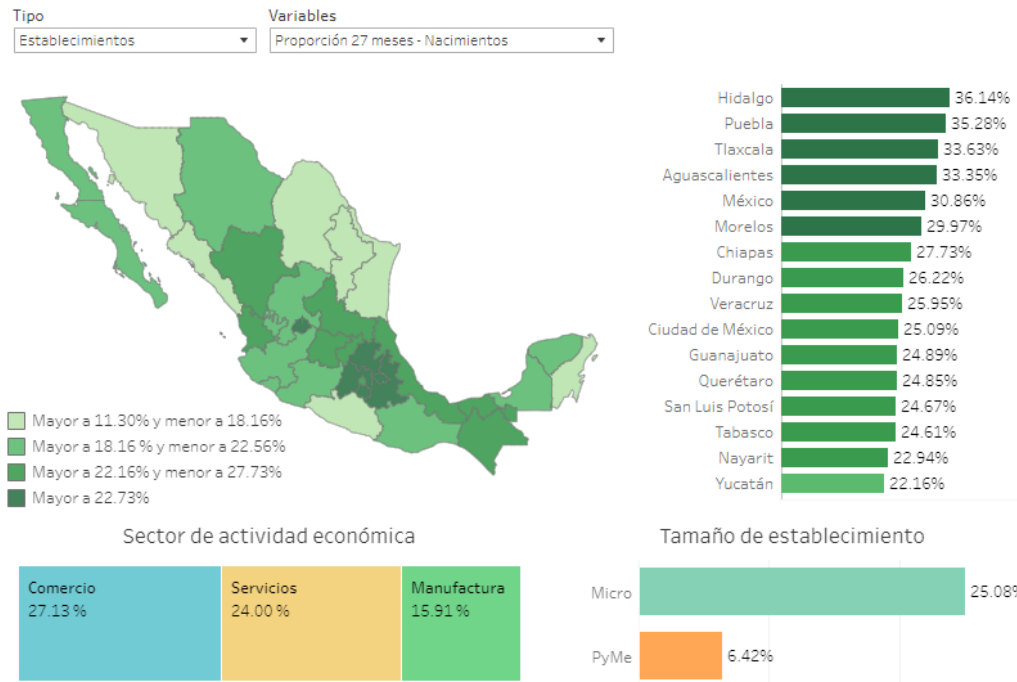 Tipo
Establecimientos
Variables
Proporción 27 meses - Nacimientos
Hidalgo 36.14%
Puebla 35.28%
Tlaxcala 33.63%
Aguascalientes 33.35%
México 30.86%
Morelos 29.97%
Chiapas 27.73%
Durango 26.22%
Veracruz 25.95%
Ciudad de México 25.09%
Guanajuato 24.89%
Querétaro 24.85%
San Luis Potosí 24.67%
Tabasco 24.61%
Nayarit 22.94%
Yucatán 22.16%
Mayor a 11.30% y menor a 18.16%
Mayor a 18.16 % y menor a 22.56%
Mayor a 22.16% y menor a 27.73%
Mayor a 22.73%
Sector de actividad económica
Comercio
27.13 %
Servicios
24.00 %
Manufactura
15.91 %
Tamaño de establecimiento
Micro 25.08%
PyMe 6.42%